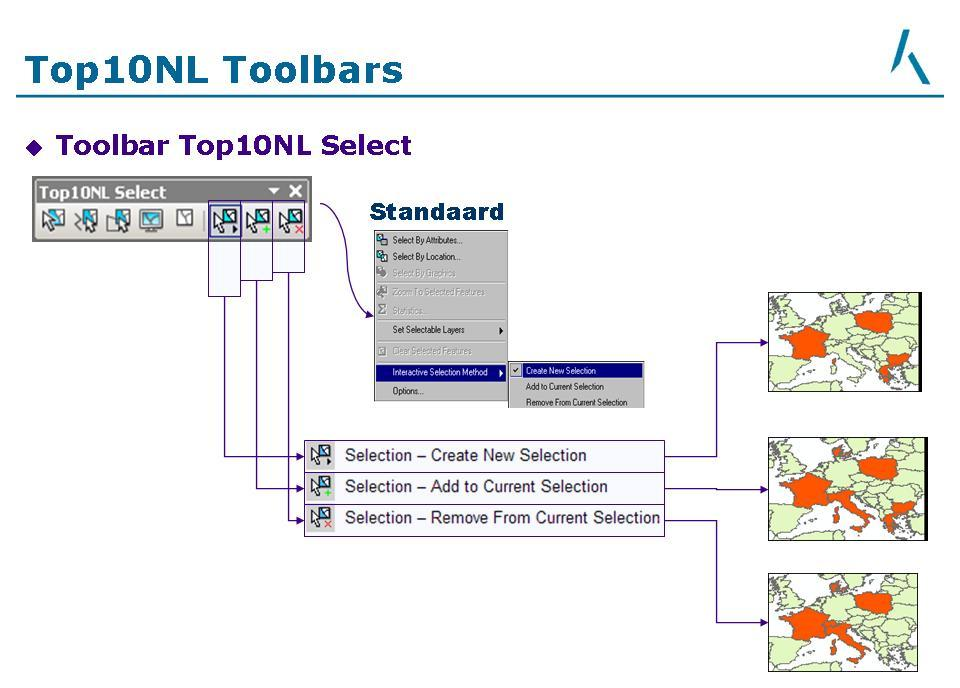 Top10NL Toolbars
Toolbar Top10NL Select
Top10NL Select
Standaard
Select By Attributes...
Select By Location...
Select By Graphics
Zoom To Selected Features
Statistics...
Set Selectable Layers
Clear Selected Features
Interactive Selection Method
Options...
Create New Selection
Add to Current Selection
Remove From Current Selection
Selection – Create New Selection
Selection – Add to Current Selection
Selection – Remove From Current Selection